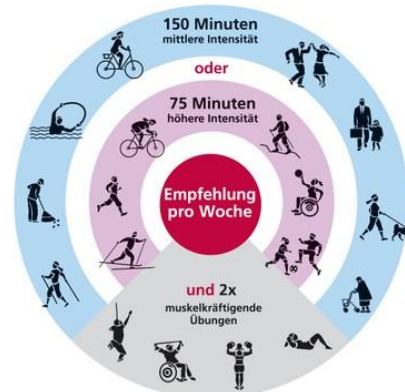 150 Minuten
mittlere Intensität
oder
75 Minuten
höhere Intensität
Empfehlung
pro Woche
und 2x
muskelkräftigende
Übungen